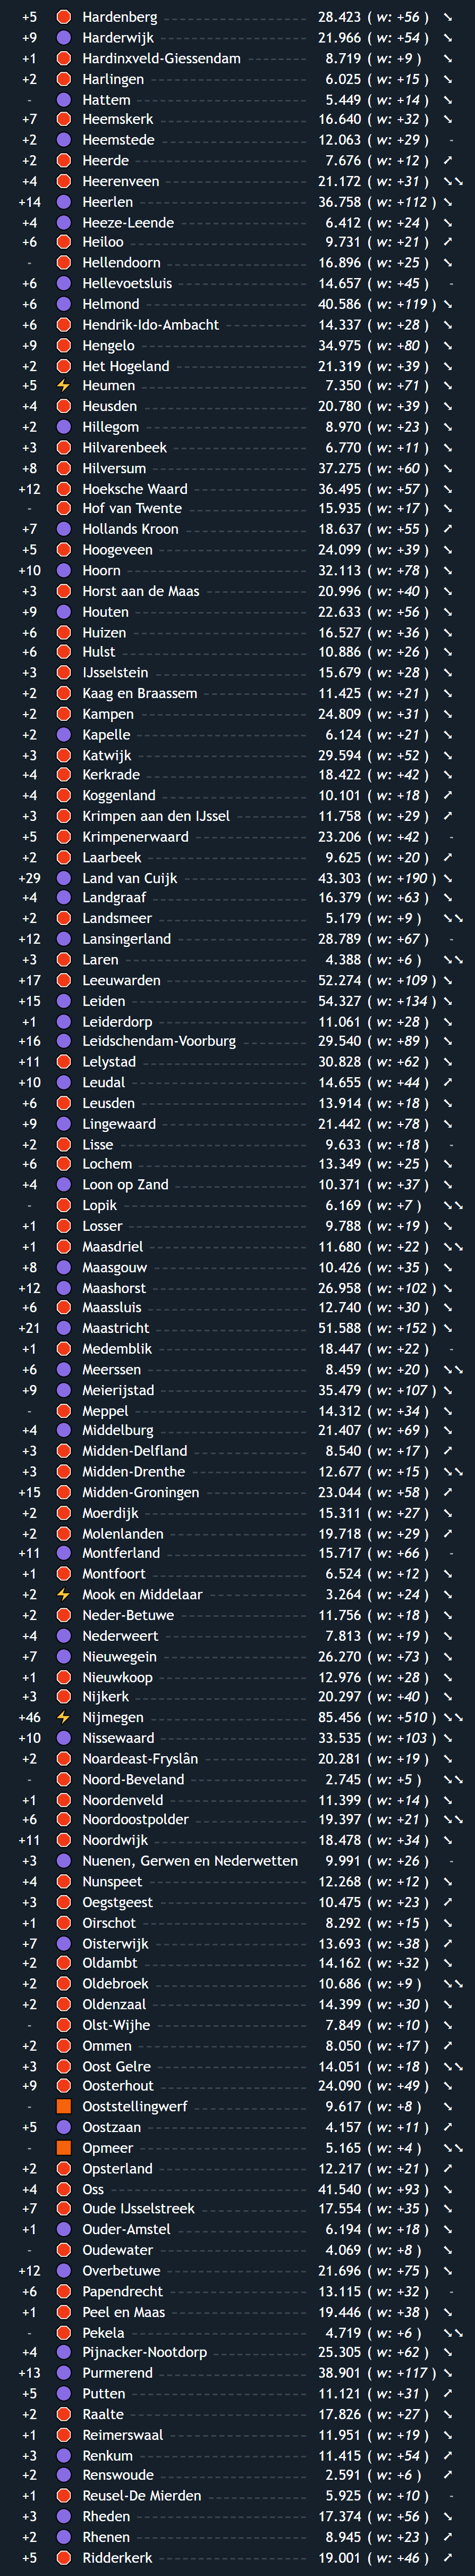 +5 Hardenberg 28.423 ( w: +56 ) ↘
+9 Harderwijk 21.966 ( w: +54 ) ↘
+1 Hardinxveld-Giessendam 8.719 ( w: +9 ) ↘
+2 Harlingen 6.025 ( w: +15 ) ↘
- Hattem 5.449 ( w: +14 ) ↘
+7 Heemskerk 16.640 ( w: +32 ) ↘
+2 Heemstede 12.063 ( w: +29 ) -
+2 Heerde 7.676 ( w: +12 ) ↗
+4 Heerenveen 21.172 ( w: +31 ) ↘↘
+14 Heerlen 36.758 ( w: +112 ) ↘
+4 Heeze-Leende 6.412 ( w: +24 ) ↘
+6 Heiloo 9.731 ( w: +21 ) ↗
- Hellendoorn 16.896 ( w: +25 ) ↘
+6 Hellevoetsluis 14.657 ( w: +45 ) -
+6 Helmond 40.586 ( w: +119 ) ↘
+6 Hendrik-Ido-Ambacht 14.337 ( w: +28 ) ↘
+9 Hengelo 34.975 ( w: +80 ) ↘
+2 Het Hogeland 21.319 ( w: +39 ) ↘
+5 Heumen 7.350 ( w: +71 ) ↘
+4 Heusden 20.780 ( w: +39 ) ↘
+2 Hillegom 8.970 ( w: +23 ) ↘
+3 Hilvarenbeek 6.770 ( w: +11 ) ↘
+8 Hilversum 37.275 ( w: +60 ) ↘
+12 Hoeksche Waard 36.495 ( w: +57 ) ↘
- Hof van Twente 15.935 ( w: +17 ) ↘
+7 Hollands Kroon 18.637 ( w: +55 ) ↗
+5 Hoogeveen 24.099 ( w: +39 ) ↘
+10 Hoorn 32.113 ( w: +78 ) ↘
+3 Horst aan de Maas 20.996 ( w: +40 ) ↘
+9 Houten 22.633 ( w: +56 ) ↘
+6 Huizen 16.527 ( w: +36 ) ↘
+6 Hulst 10.886 ( w: +26 ) ↘
+3 IJsselstein 15.679 ( w: +28 ) ↘
+2 Kaag en Braassem 11.425 ( w: +21 ) ↘
+2 Kampen 24.809 ( w: +31 ) ↘
+2 Kapelle 6.124 ( w: +21 ) ↘
+3 Katwijk 29.594 ( w: +52 ) ↘
+4 Kerkrade 18.422 ( w: +42 ) ↘
+4 Koggenland 10.101 ( w: +18 ) ↗
+3 Krimpen aan den IJssel 11.758 ( w: +29 ) ↗
+5 Krimpenerwaard 23.206 ( w: +42 ) -
+2 Laarbeek 9.625 ( w: +20 ) ↗
+29 Land van Cuijk 43.303 ( w: +190 ) ↘
+4 Landgraaf 16.379 ( w: +63 ) ↘
+2 Landsmeer 5.179 ( w: +9 ) ↘↘
+12 Lansingerland 28.789 ( w: +67 ) -
+3 Laren 4.388 ( w: +6 ) ↘↘
+17 Leeuwarden 52.274 ( w: +109 ) ↘
+15 Leiden 54.327 ( w: +134 ) ↘
+1 Leiderdorp 11.061 ( w: +28 ) ↘
+16 Leidschendam-Voorburg 29.540 ( w: +89 ) ↘
+11 Lelystad 30.828 ( w: +62 ) ↘
+10 Leudal 14.655 ( w: +44 ) ↗
+6 Leusden 13.914 ( w: +18 ) ↘
+9 Lingewaard 21.442 ( w: +78 ) ↘
+2 Lisse 9.633 ( w: +18 ) -
+6 Lochem 13.349 ( w: +25 ) ↘
+4 Loon op Zand 10.371 ( w: +37 ) ↘
- Lopik 6.169 ( w: +7 ) ↘↘
+1 Losser 9.788 ( w: +19 ) ↘
+1 Maasdriel 11.680 ( w: +22 ) ↘↘
+8 Maasgouw 10.426 ( w: +35 ) ↘
+12 Maashorst 26.958 ( w: +102 ) ↘
+6 Maassluis 12.740 ( w: +30 ) ↘
+21 Maastricht 51.588 ( w: +152 ) ↘
+1 Medemblik 18.447 ( w: +22 ) -
+6 Meerssen 8.459 ( w: +20 ) ↘↘
+9 Meierijstad 35.479 ( w: +107 ) ↘
- Meppel 14.312 ( w: +34 ) ↘
+4 Middelburg 21.407 ( w: +69 ) ↘
+3 Midden-Delfland 8.540 ( w: +17 ) ↗
+3 Midden-Drenthe 12.677 ( w: +15 ) ↘↘
+15 Midden-Groningen 23.044 ( w: +58 ) ↗
+2 Moerdijk 15.311 ( w: +27 ) ↘
+2 Molenlanden 19.718 ( w: +29 ) ↗
+11 Montferland 15.717 ( w: +66 ) -
+1 Montfoort 6.524 ( w: +12 ) ↘
+2 Mook en Middelaar 3.264 ( w: +24 ) ↘
+2 Neder-Betuwe 11.756 ( w: +18 ) ↘
+4 Nederweert 7.813 ( w: +19 ) ↘
+7 Nieuwegein 26.270 ( w: +73 ) ↘
+1 Nieuwkoop 12.976 ( w: +28 ) ↘
+3 Nijkerk 20.297 ( w: +40 ) ↘
+46 Nijmegen 85.456 ( w: +510 ) ↘↘
+10 Nissewaard 33.535 ( w: +103 ) ↘
+2 Noardeast-Fryslân 20.281 ( w: +19 ) ↘
- Noord-Beveland 2.745 ( w: +5 ) ↘↘
+1 Noordenveld 11.399 ( w: +14 ) ↘
+6 Noordoostpolder 19.397 ( w: +21 ) ↘↘
+11 Noordwijk 18.478 ( w: +34 ) ↘
+3 Nuenen, Gerwen en Nederwetten 9.991 ( w: +26 ) -
+4 Nunspeet 12.268 ( w: +12 ) ↘
+3 Oegstgeest 10.475 ( w: +23 ) ↗
+1 Oirschot 8.292 ( w: +15 ) ↘
+7 Oisterwijk 13.693 ( w: +38 ) ↗
+2 Oldambt 14.162 ( w: +32 ) ↘
+2 Oldebroek 10.686 ( w: +9 ) ↘↘
+2 Oldenzaal 14.399 ( w: +30 ) ↘
- Olst-Wijhe 7.849 ( w: +10 ) ↘
+2 Ommen 8.050 ( w: +17 ) ↗
+3 Oost Gelre 14.051 ( w: +18 ) ↘↘
+9 Oosterhout 24.090 ( w: +49 ) ↘
- Ooststellingwerf 9.617 ( w: +8 ) ↘
+5 Oostzaan 4.157 ( w: +11 ) ↗
- Opmeer 5.165 ( w: +4 ) ↘↘
+2 Opsterland 12.217 ( w: +21 ) ↗
+4 Oss 41.540 ( w: +93 ) ↘
+7 Oude IJsselstreek 17.554 ( w: +35 ) ↘
+1 Ouder-Amstel 6.194 ( w: +18 ) ↘
- Oudewater 4.069 ( w: +8 ) ↘
+12 Overbetuwe 21.696 ( w: +75 ) ↘
+6 Papendrecht 13.115 ( w: +32 ) -
+1 Peel en Maas 19.446 ( w: +38 ) ↘
- Pekela 4.719 ( w: +6 ) ↘↘
+4 Pijnacker-Nootdorp 25.305 ( w: +62 ) ↘
+13 Purmerend 38.901 ( w: +117 ) ↘
+5 Putten 11.121 ( w: +31 ) ↗
+2 Raalte 17.826 ( w: +27 ) ↘
+1 Reimerswaal 11.951 ( w: +19 ) ↘
+3 Renkum 11.415 ( w: +54 ) ↗
+2 Renswoude 2.591 ( w: +6 ) ↗
+1 Reusel-De Mierden 5.925 ( w: +10 ) -
+3 Rheden 17.374 ( w: +56 ) ↘
+2 Rhenen 8.945 ( w: +23 ) ↗
+5 Ridderkerk 19.001 ( w: +46 ) ↗